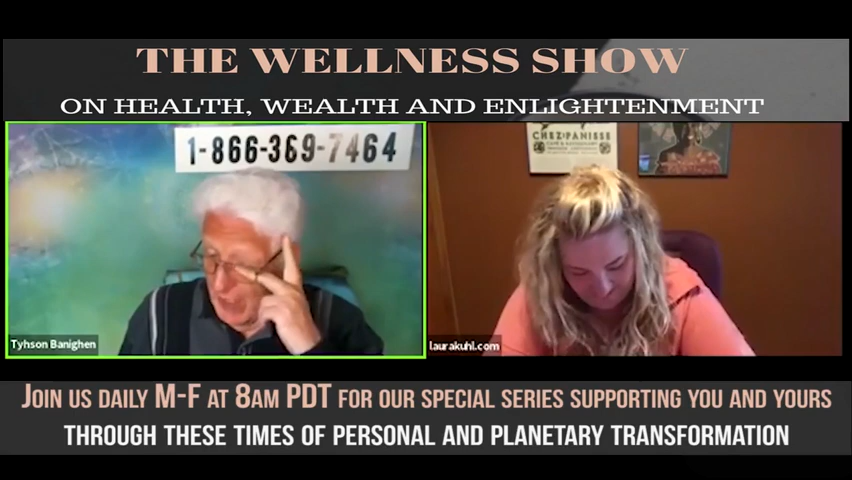 THE WELLNESS SHOW
ON HEALTH, WEALTH AND ENLIGHTENMENT
1-866-369-7464
CHEZ PANISSE
CAFÉ & RESTAURANT
Tyhson Banighen
laurakuhl.com
JOIN US DAILY M-F AT 8AM PDT FOR OUR SPECIAL SERIES SUPPORTING YOU AND YOURS
THROUGH THESE TIMES OF PERSONAL AND PLANETARY TRANSFORMATION